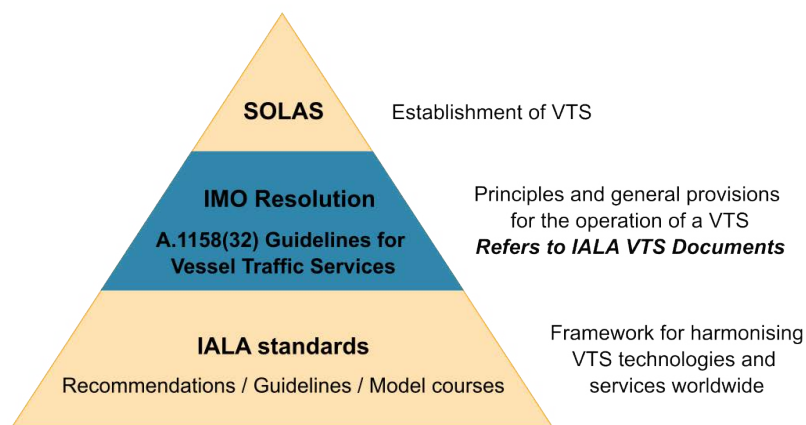 SOLAS
Establishment of VTS
IMO Resolution
A.1158(32) Guidelines for
Vessel Traffic Services
Principles and general provisions
for the operation of a VTS
Refers to IALA VTS Documents
IALA standards
Recommendations / Guidelines / Model courses
Framework for harmonising
VTS technologies and
services worldwide